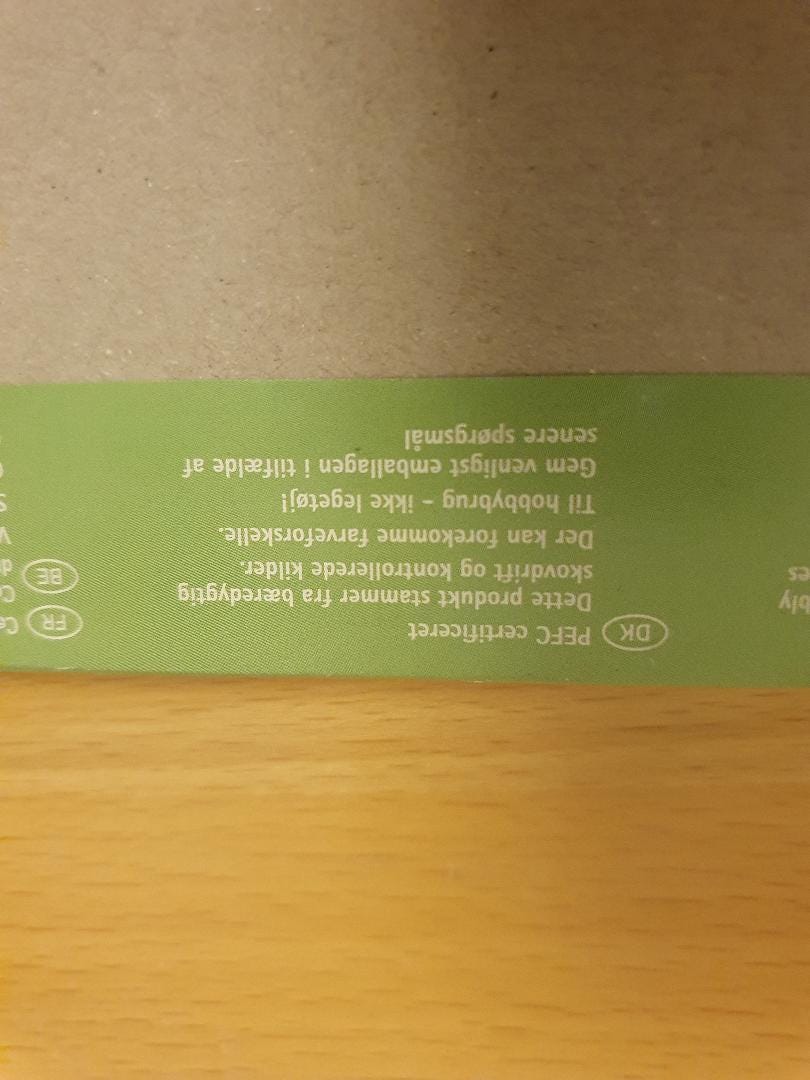 DK PEFC certificeret
Dette produkt stammer fra bæredygtig
skovdrift og kontrollerede kilder.
Der kan forekomme farveforskelle.
Til hobbybrug – ikke legetøj!
Gem venligst emballagen i tilfælde af
senere spørgsmål
FR
BE